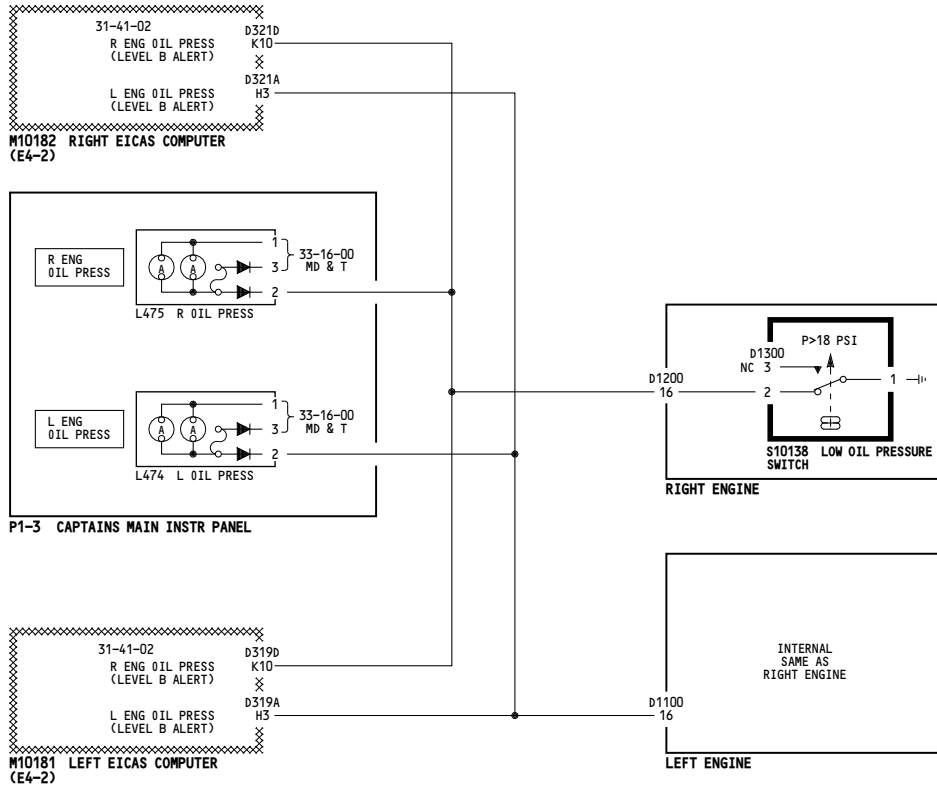 31-41-02
D321D
R ENG OIL PRESS K10
(LEVEL B ALERT)
D321A
L ENG OIL PRESS H3
(LEVEL B ALERT)
M10182 RIGHT EICAS COMPUTER
(E4-2)
R ENG
OIL PRESS
A A
1
3
2
33-16-00
MD & T
L475 R OIL PRESS
L ENG
OIL PRESS
A A
1
3
2
33-16-00
MD & T
L474 L OIL PRESS
P1-3 CAPTAINS MAIN INSTR PANEL
P>18 PSI
D1300
NC 3
D1200
16
2
1
S10138 LOW OIL PRESSURE
SWITCH
RIGHT ENGINE
31-41-02
D319D
R ENG OIL PRESS K10
(LEVEL B ALERT)
D319A
L ENG OIL PRESS H3
(LEVEL B ALERT)
M10181 LEFT EICAS COMPUTER
(E4-2)
INTERNAL
SAME AS
RIGHT ENGINE
D1100
16
LEFT ENGINE